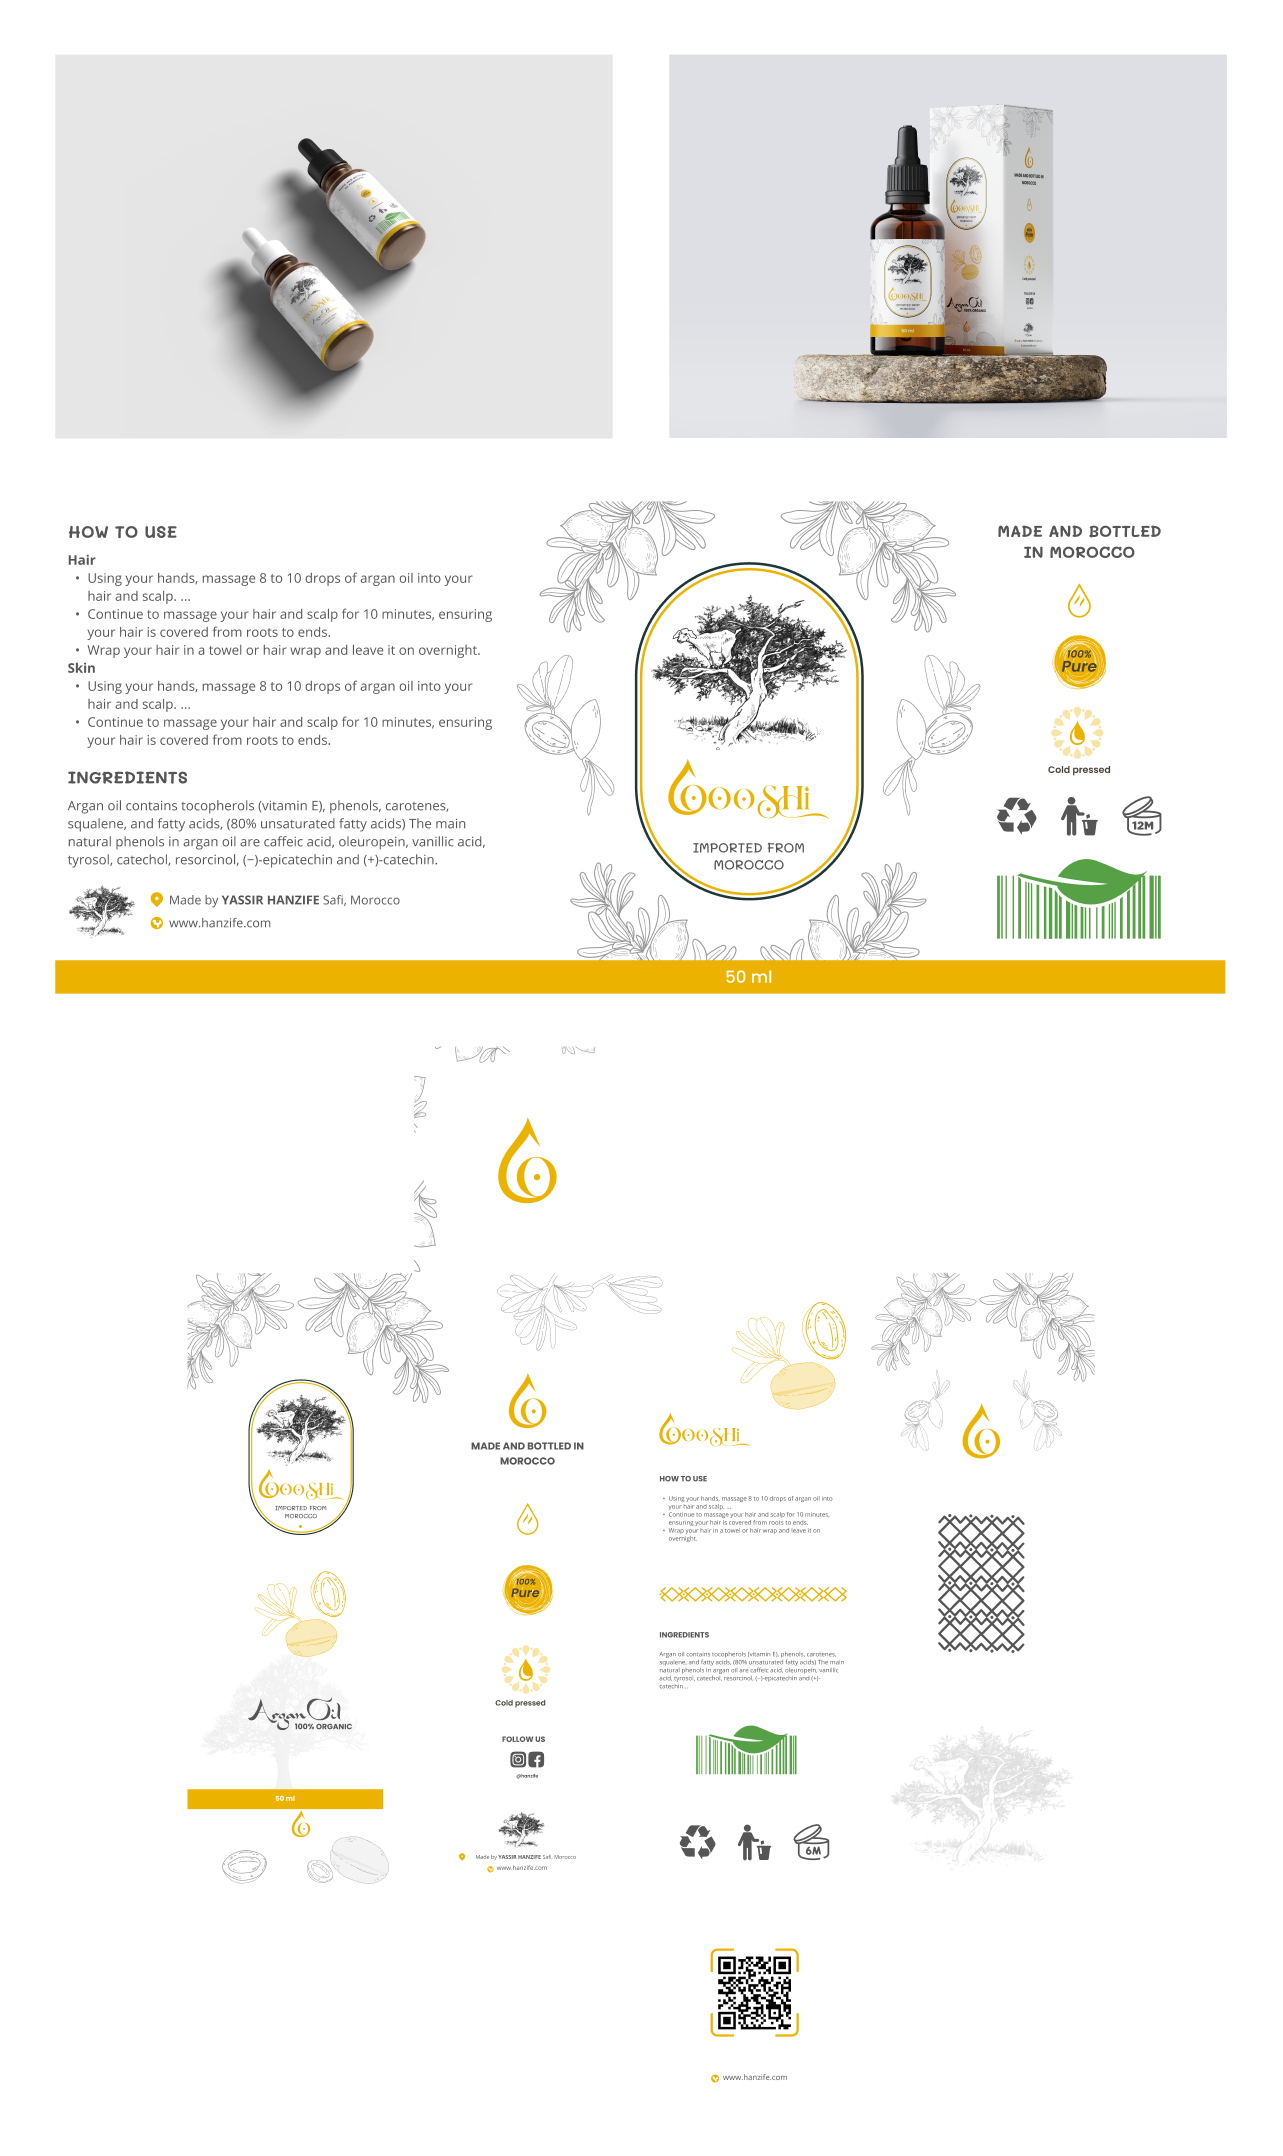 MADE AND BOTTLED IN
MOROCCO
100%
Pure
Argan Oil
100% ORGANIC
50 ml
HOW TO USE
Hair
• Using your hands, massage 8 to 10 drops of argan oil into your
hair and scalp. ...
• Continue to massage your hair and scalp for 10 minutes, ensuring
your hair is covered from roots to ends.
• Wrap your hair in a towel or hair wrap and leave it on overnight.
Skin
• Using your hands, massage 8 to 10 drops of argan oil into your
hair and scalp. ...
• Continue to massage your hair and scalp for 10 minutes, ensuring
your hair is covered from roots to ends.
INGREDIENTS
Argan oil contains tocopherols (vitamin E), phenols, carotenes,
squalene, and fatty acids, (80% unsaturated fatty acids) The main
natural phenols in argan oil are caffeic acid, oleuropein, vanillic acid,
tyrosol, catechol, resorcinol, (−)-epicatechin and (+)-catechin.
Made by YASSIR HANZIFE Safi, Morocco
www.hanzife.com
OOOSHi
IMPORTED FROM
MOROCCO
MADE AND BOTTLED
IN MOROCCO
100%
Pure
Cold pressed
12M
50 ml
OOOSHi
IMPORTED FROM
MOROCCO
Argan Oil
100% ORGANIC
50 ml
MADE AND BOTTLED IN
MOROCCO
100%
Pure
Cold pressed
FOLLOW US
@hanzife
Made by YASSIR HANZIFE Safi, Morocco
www.hanzife.com
OOOSHi
HOW TO USE
• Using your hands, massage 8 to 10 drops of argan oil into
your hair and scalp. ...
• Continue to massage your hair and scalp for 10 minutes,
ensuring your hair is covered from roots to ends.
• Wrap your hair in a towel or hair wrap and leave it on
overnight.
INGREDIENTS
Argan oil contains tocopherols (vitamin E), phenols, carotenes,
squalene, and fatty acids, (80% unsaturated fatty acids) The main
natural phenols in argan oil are caffeic acid, oleuropein, vanillic
acid, tyrosol, catechol, resorcinol, (−)-epicatechin and (+)-
catechin...
6M
www.hanzife.com